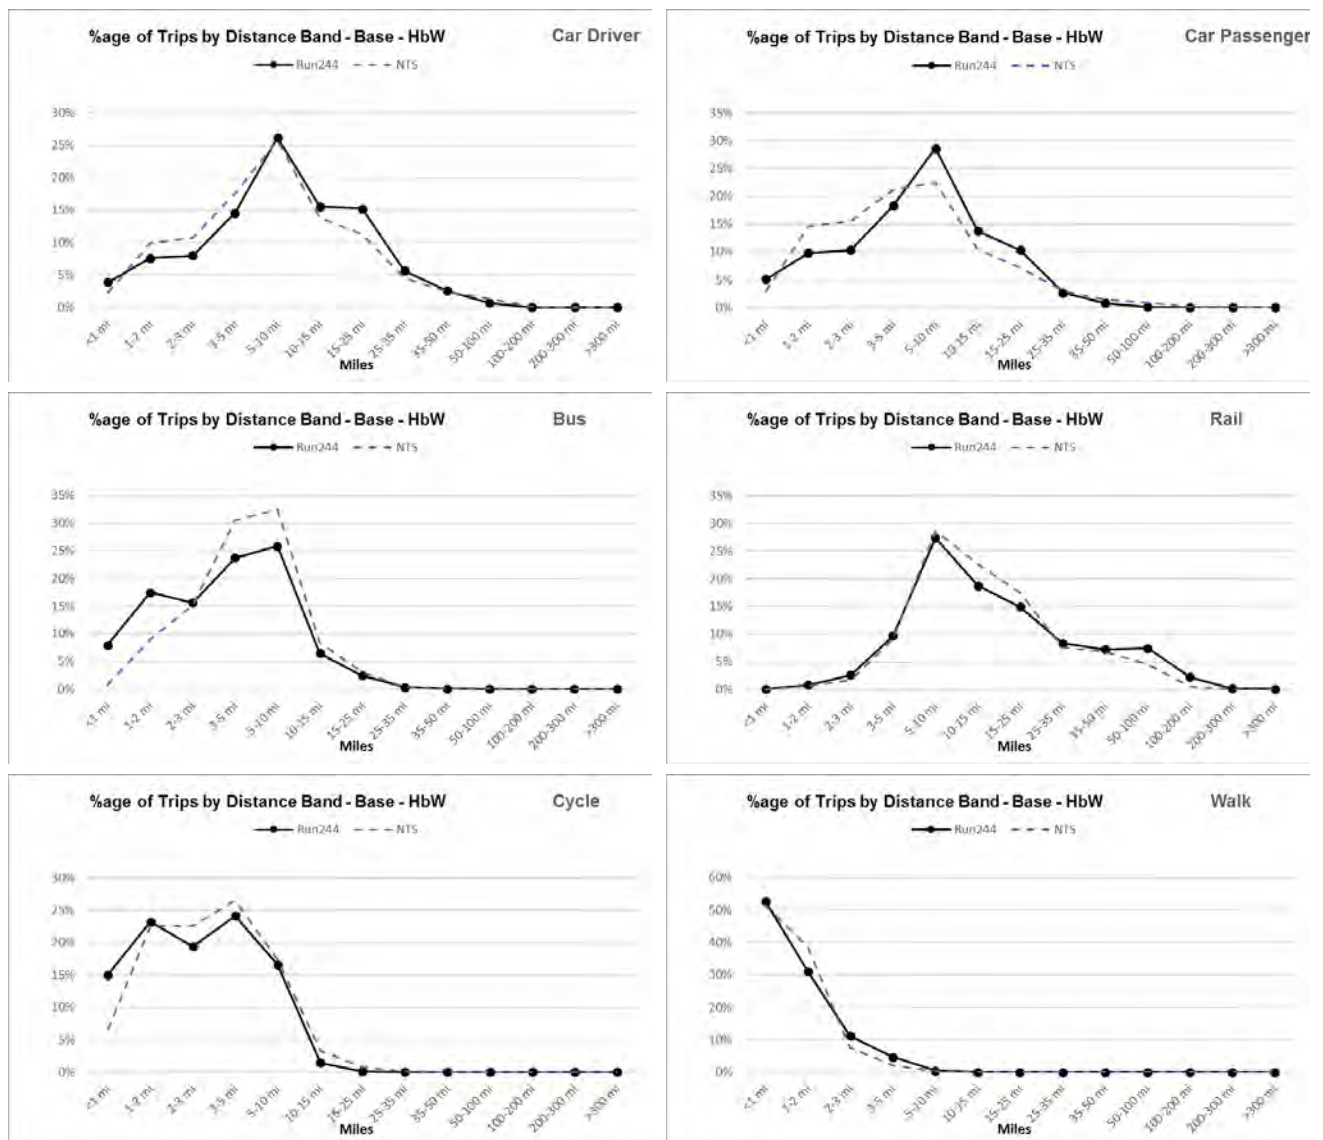 %age of Trips by Distance Band - Base - HbW Car Driver
Run244 NTS
30%
25%
20%
15%
10%
5%
0%
<1 mi 1-2 mi 2-3 mi 3-5 mi 5-10 mi 10-15 mi 15-25 mi 25-35 mi 35-50 mi 50-100 mi 100-200 mi 200-300 mi >300 mi
Miles
%age of Trips by Distance Band - Base - HbW Car Passenger
Run244 NTS
35%
30%
25%
20%
15%
10%
5%
0%
<1 mi 1-2 mi 2-3 mi 3-5 mi 5-10 mi 10-15 mi 15-25 mi 25-35 mi 35-50 mi 50-100 mi 100-200 mi 200-300 mi >300 mi
Miles
%age of Trips by Distance Band - Base - HbW Bus
Run244 NTS
35%
30%
25%
20%
15%
10%
5%
0%
<1 mi 1-2 mi 2-3 mi 3-5 mi 5-10 mi 10-15 mi 15-25 mi 25-35 mi 35-50 mi 50-100 mi 100-200 mi 200-300 mi >300 mi
Miles
%age of Trips by Distance Band - Base - HbW Rail
Run244 NTS
35%
30%
25%
20%
15%
10%
5%
0%
<1 mi 1-2 mi 2-3 mi 3-5 mi 5-10 mi 10-15 mi 15-25 mi 25-35 mi 35-50 mi 50-100 mi 100-200 mi 200-300 mi >300 mi
Miles
%age of Trips by Distance Band - Base - HbW Cycle
Run244 NTS
30%
25%
20%
15%
10%
5%
0%
<1 mi 1-2 mi 2-3 mi 3-5 mi 5-10 mi 10-15 mi 15-25 mi 25-35 mi 35-50 mi 50-100 mi 100-200 mi 200-300 mi >300 mi
Miles
%age of Trips by Distance Band - Base - HbW Walk
Run244 NTS
60%
50%
40%
30%
20%
10%
0%
<1 mi 1-2 mi 2-3 mi 3-5 mi 5-10 mi 10-15 mi 15-25 mi 25-35 mi 35-50 mi 50-100 mi 100-200 mi 200-300 mi >300 mi
Miles